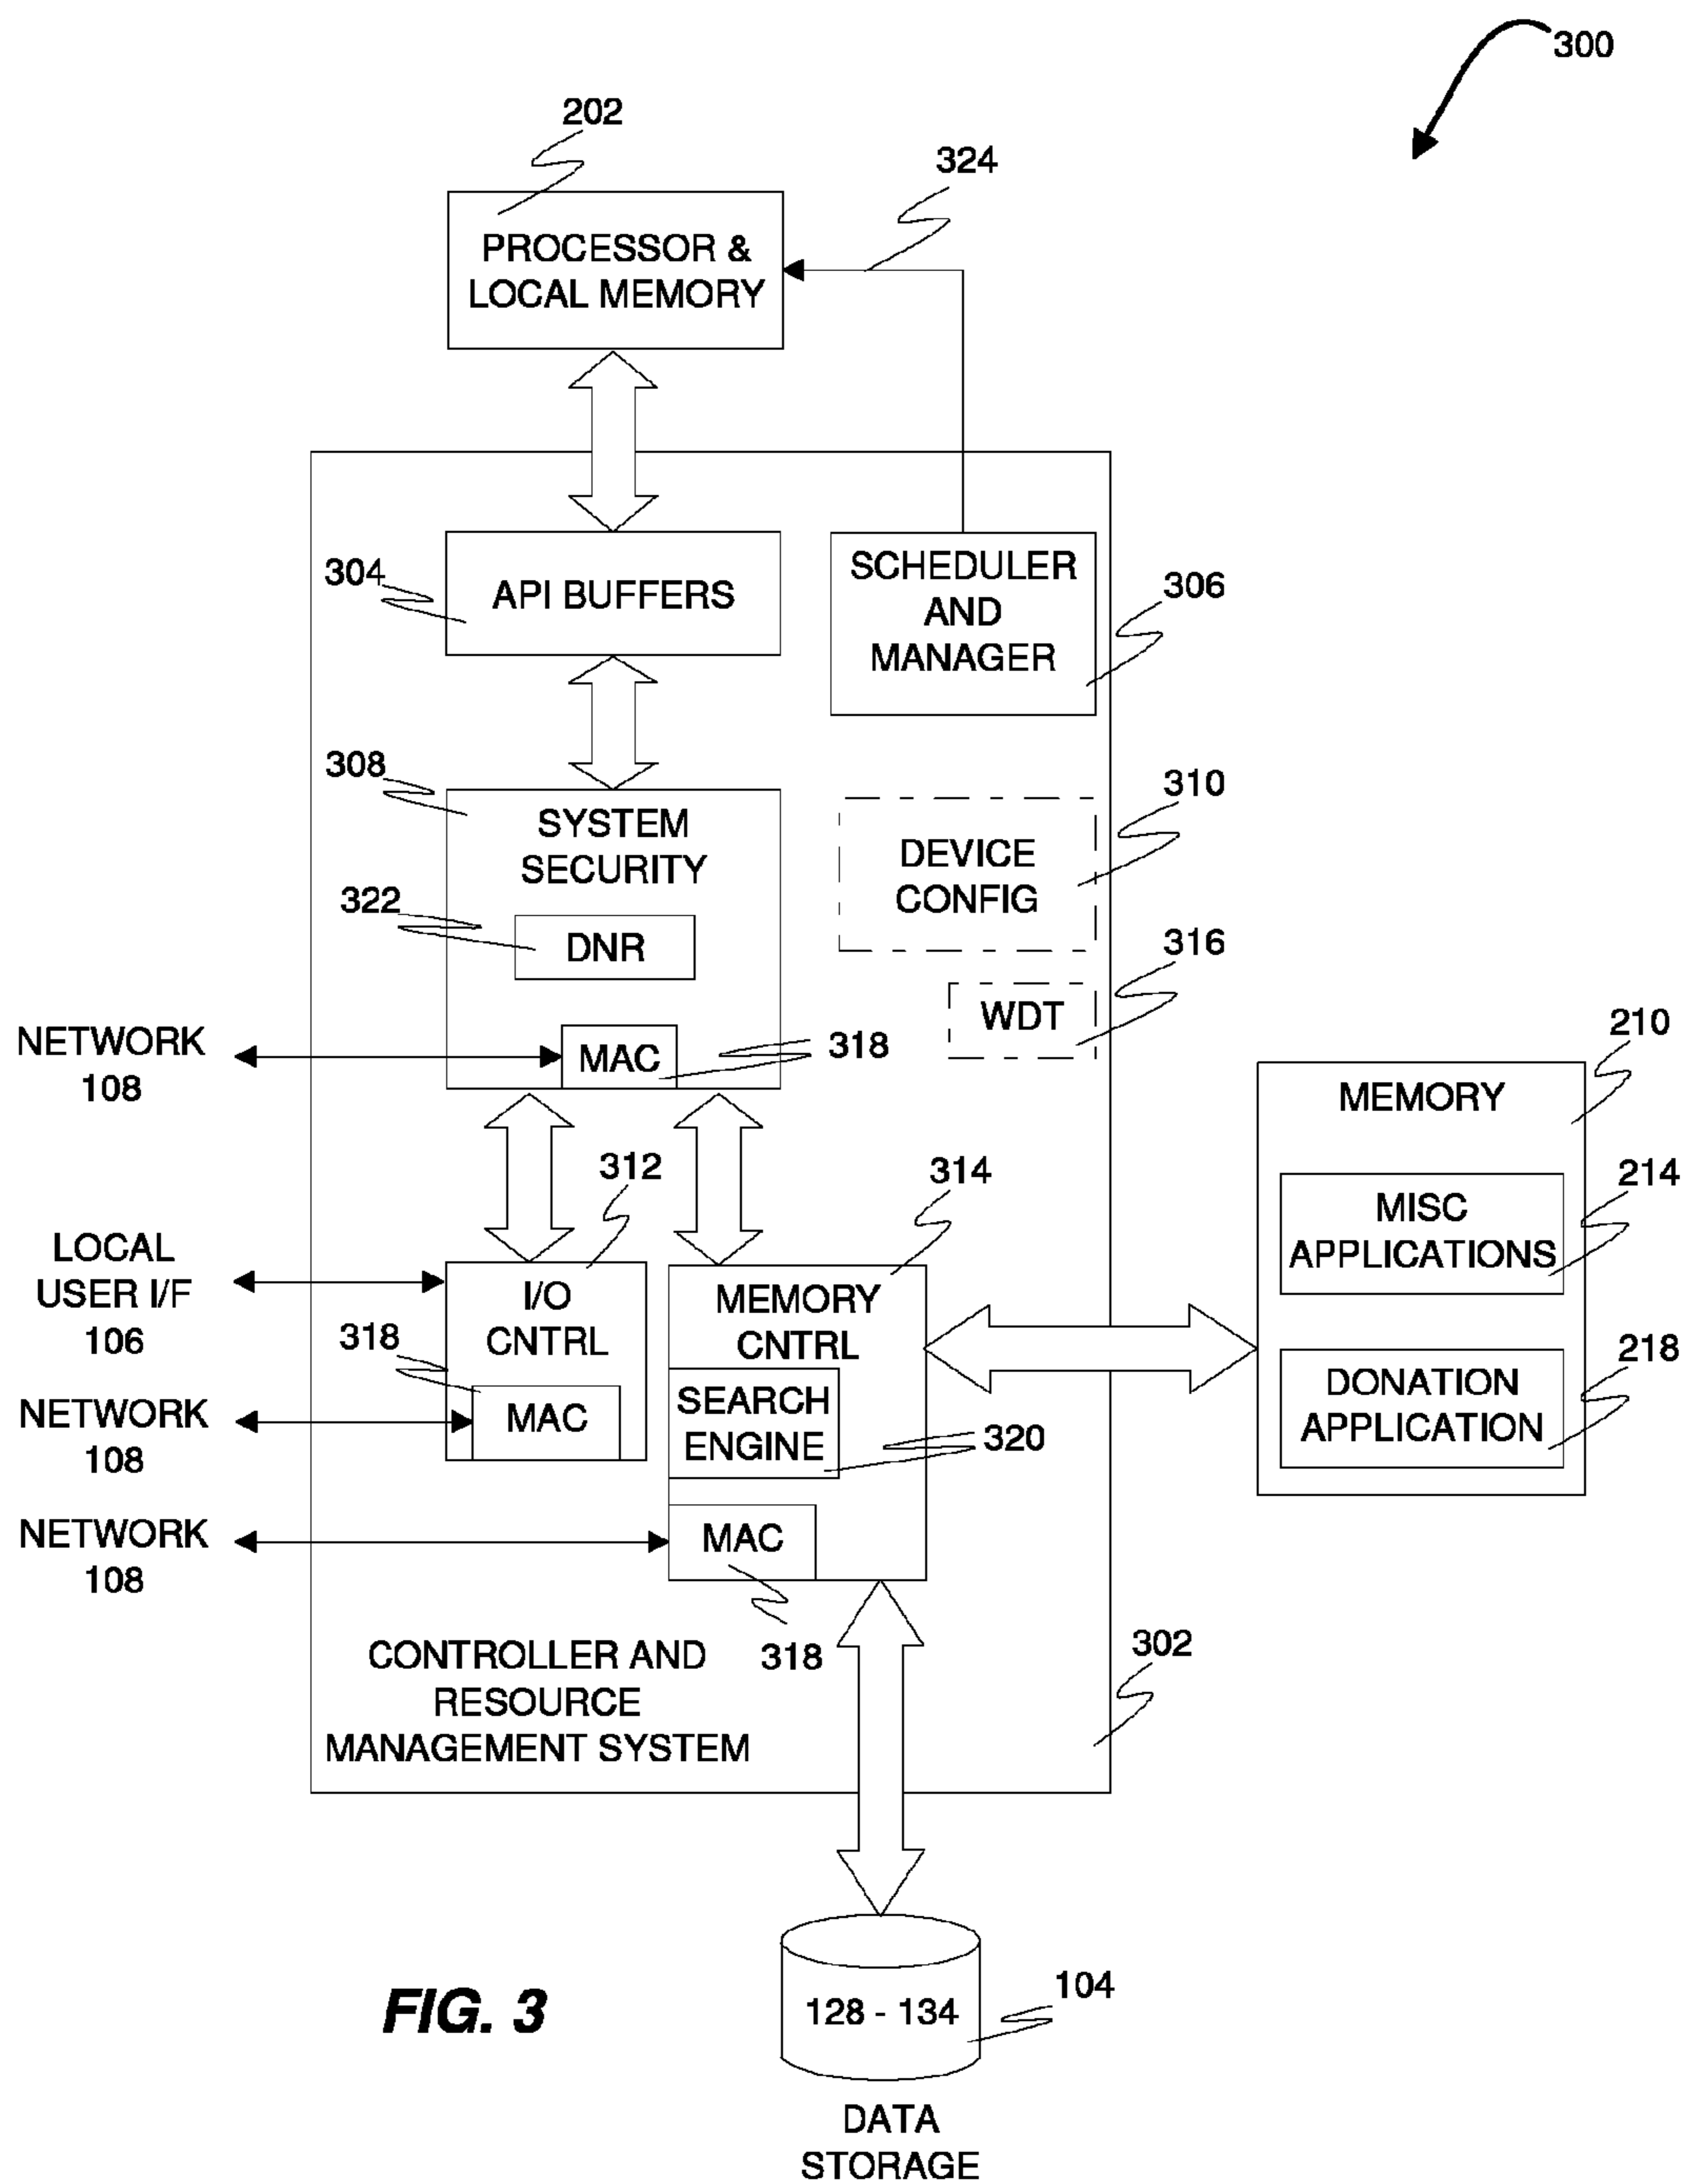 300
202
324
PROCESSOR &
LOCAL MEMORY
304
API BUFFERS
SCHEDULER
AND
MANAGER
306
308
SYSTEM
SECURITY
322
DNR
310
DEVICE
CONFIG
316
WDT
NETWORK
108
MAC
318
210
MEMORY
214
MISC
APPLICATIONS
218
DONATION
APPLICATION
312
314
LOCAL
USER I/F
106
I/O
CNTRL
318
MAC
NETWORK
108
MEMORY
CNTRL
SEARCH
ENGINE
320
NETWORK
108
MAC
318
CONTROLLER AND
RESOURCE
MANAGEMENT SYSTEM
302
FIG. 3
128 - 134
104
DATA
STORAGE